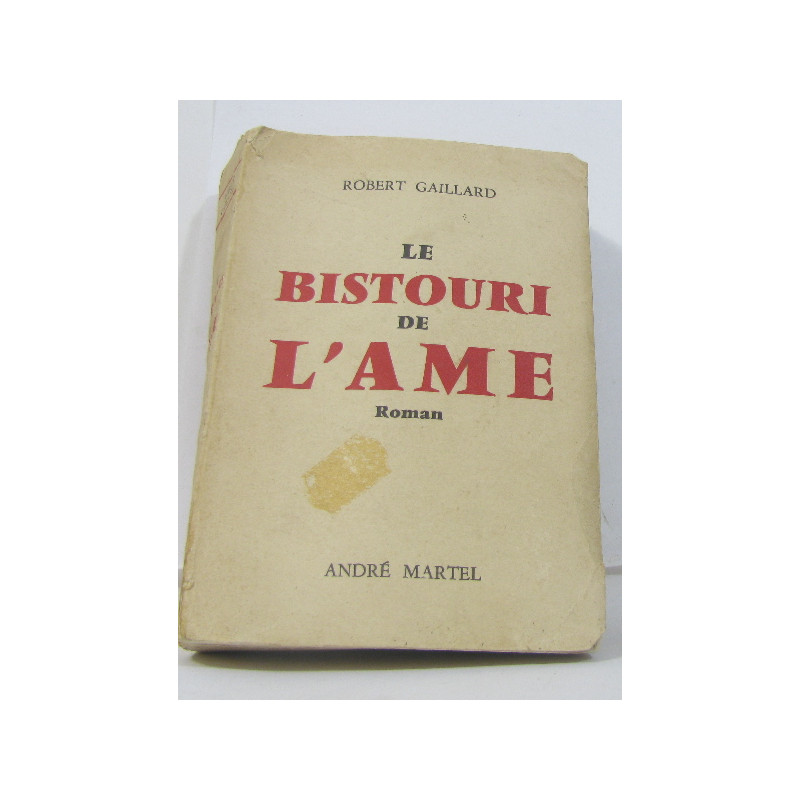 ROBERT GAILLARD
LE
BISTOURI
DE
L'AME
Roman
ANDRÉ MARTEL